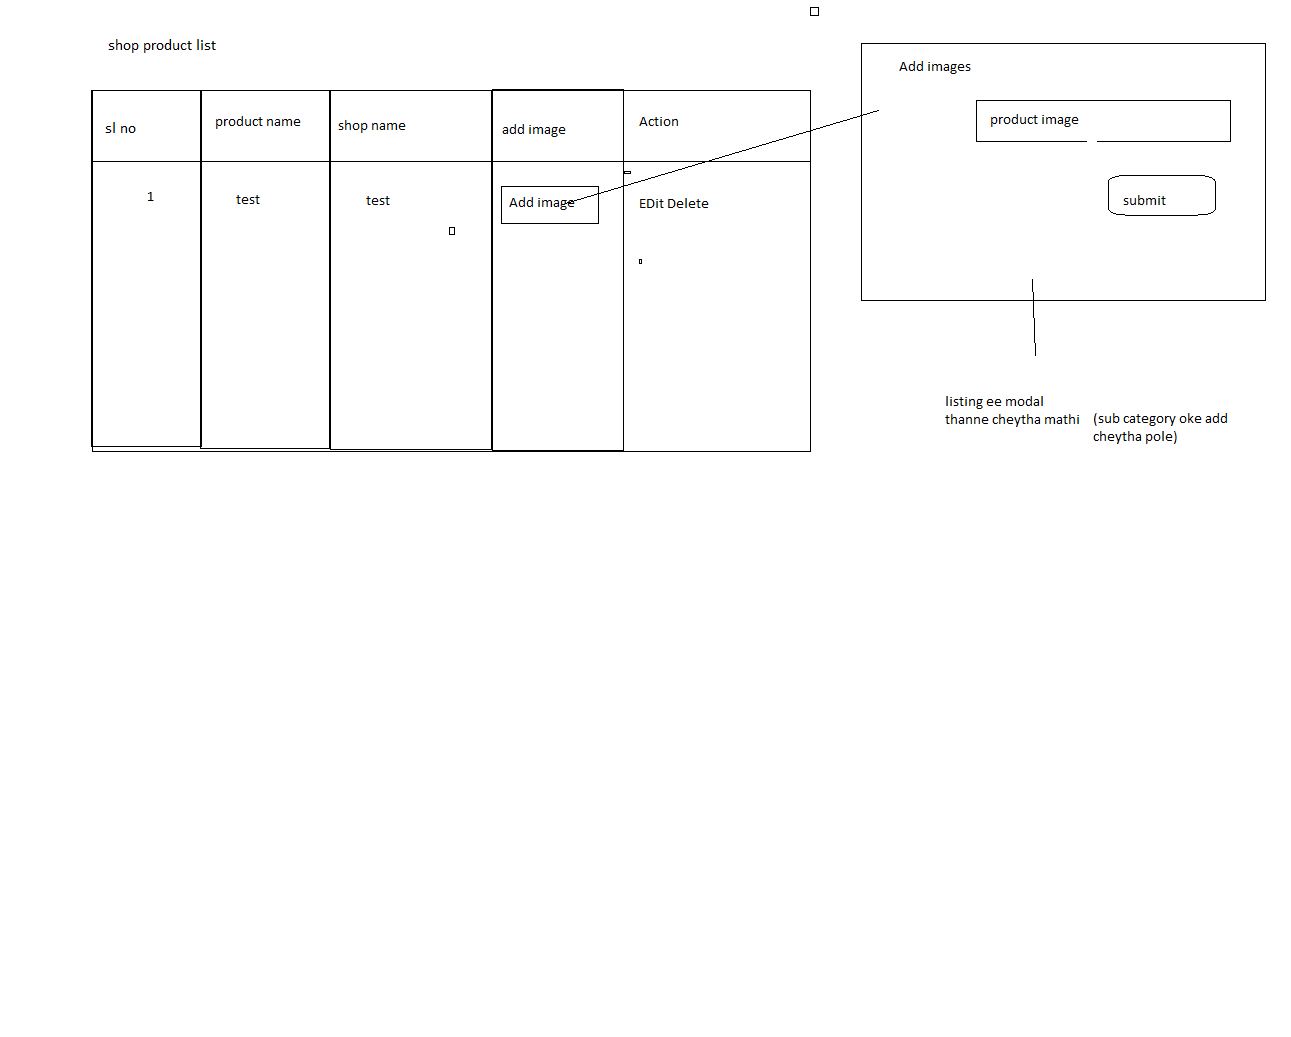 shop product list
sl no
product name
shop name
add image
Action
1
test
test
Add image
EDit Delete
Add images
product image
submit
listing ee modal
thanne cheytha mathi
(sub category oke add
cheytha pole)